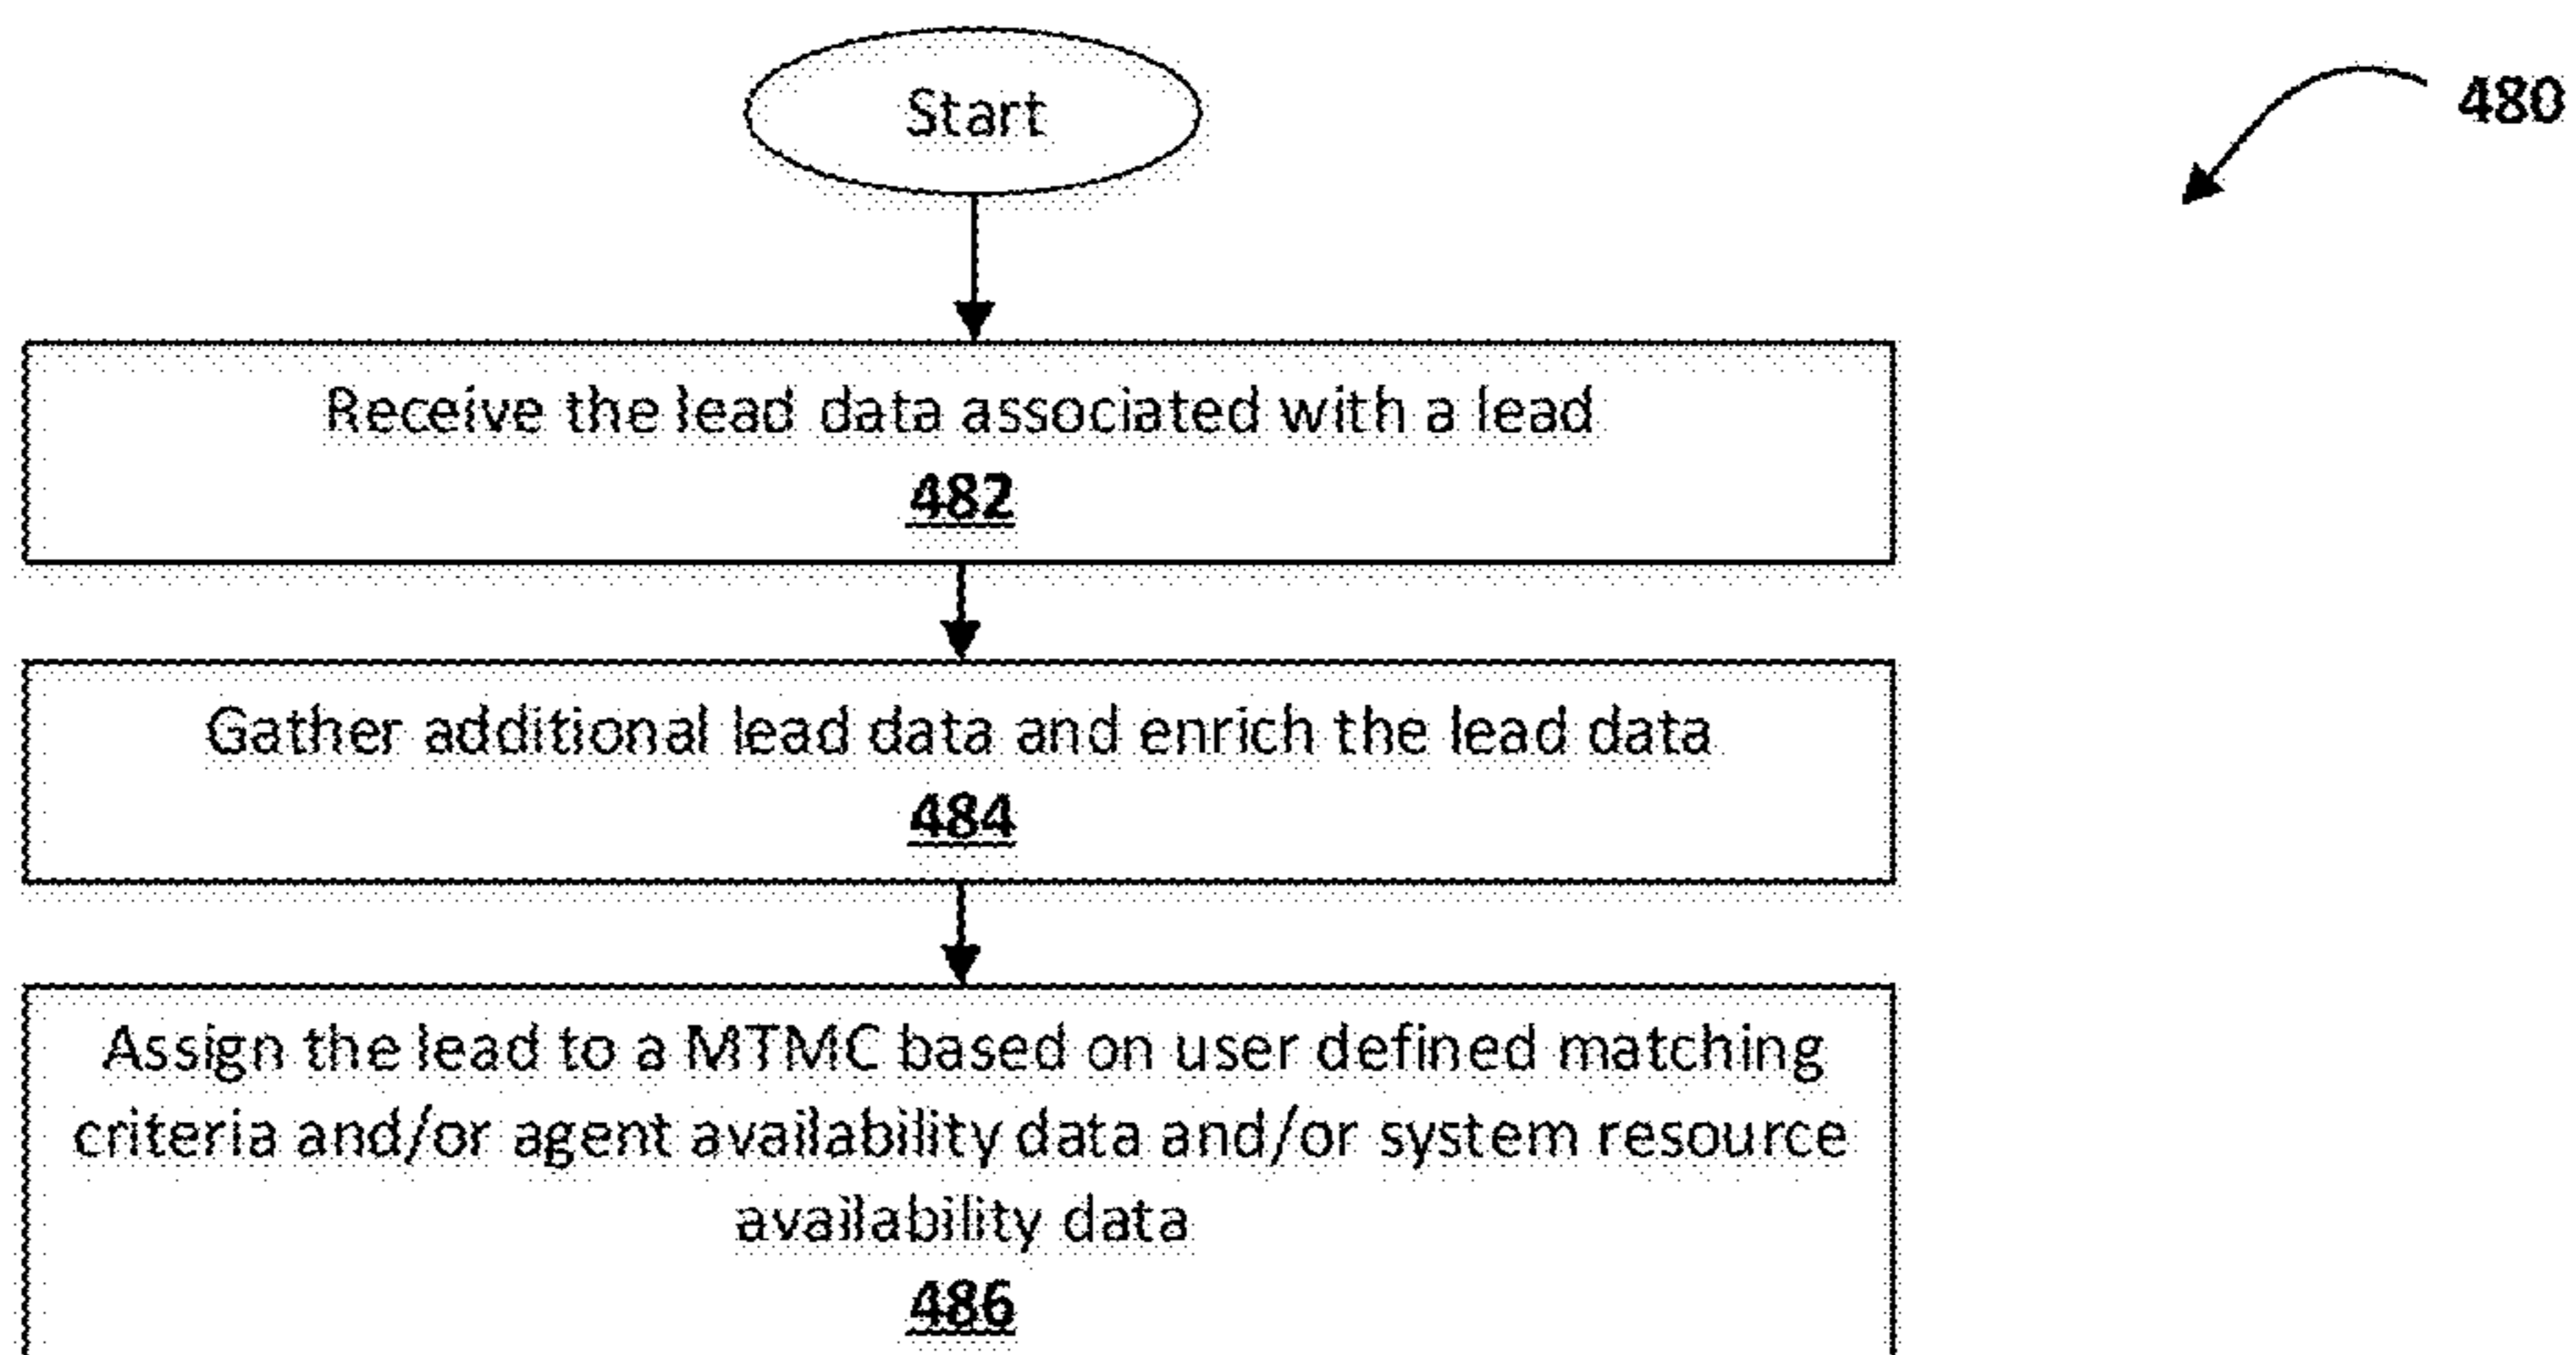 Start
480
Receive the lead data associated with a lead
482
Gather additional lead data and enrich the lead data
484
Assign the lead to a MTMC based on user defined matching
criteria and/or agent availability data and/or system resource
availability data
486